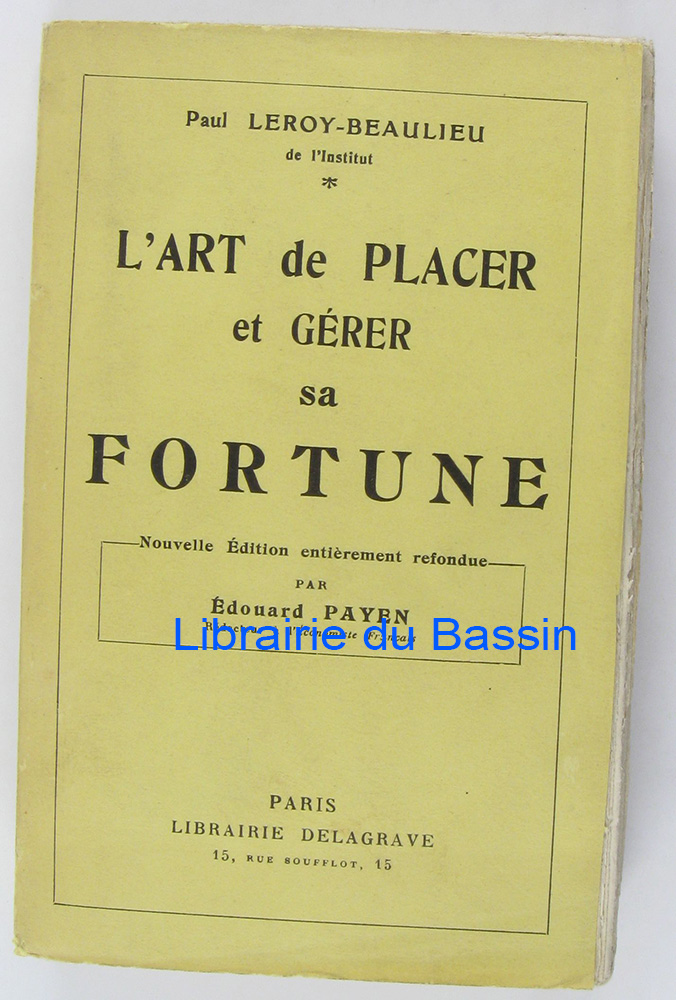 Paul LEROY-BEAULIEU
de l'Institut
*
L'ART de PLACER
et GÉRER
sa
FORTUNE
Nouvelle Édition entièrement refondue
PAR
Édouard PAYEN
Librairie du Bassin
PARIS
LIBRAIRIE DELAGRAVE
15, RUE SOUFFLOT, 15